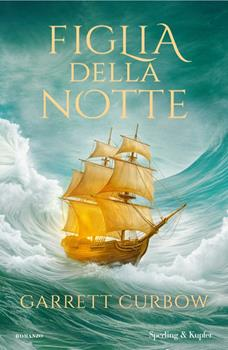 FIGLIA
DELLA
NOTTE
GARRETT CURBOW
ROMANZO
Sperling & Kupfer